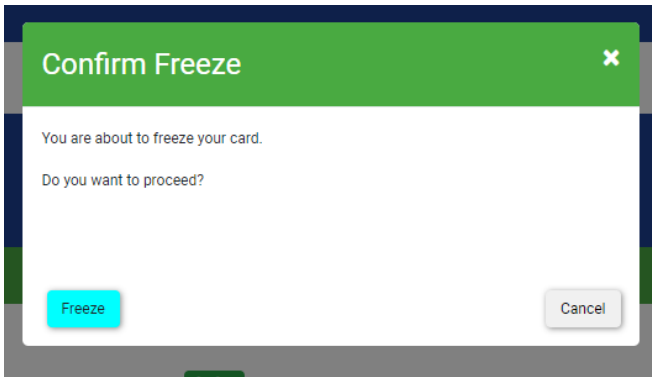 Confirm Freeze
You are about to freeze your card.
Do you want to proceed?
Freeze
Cancel